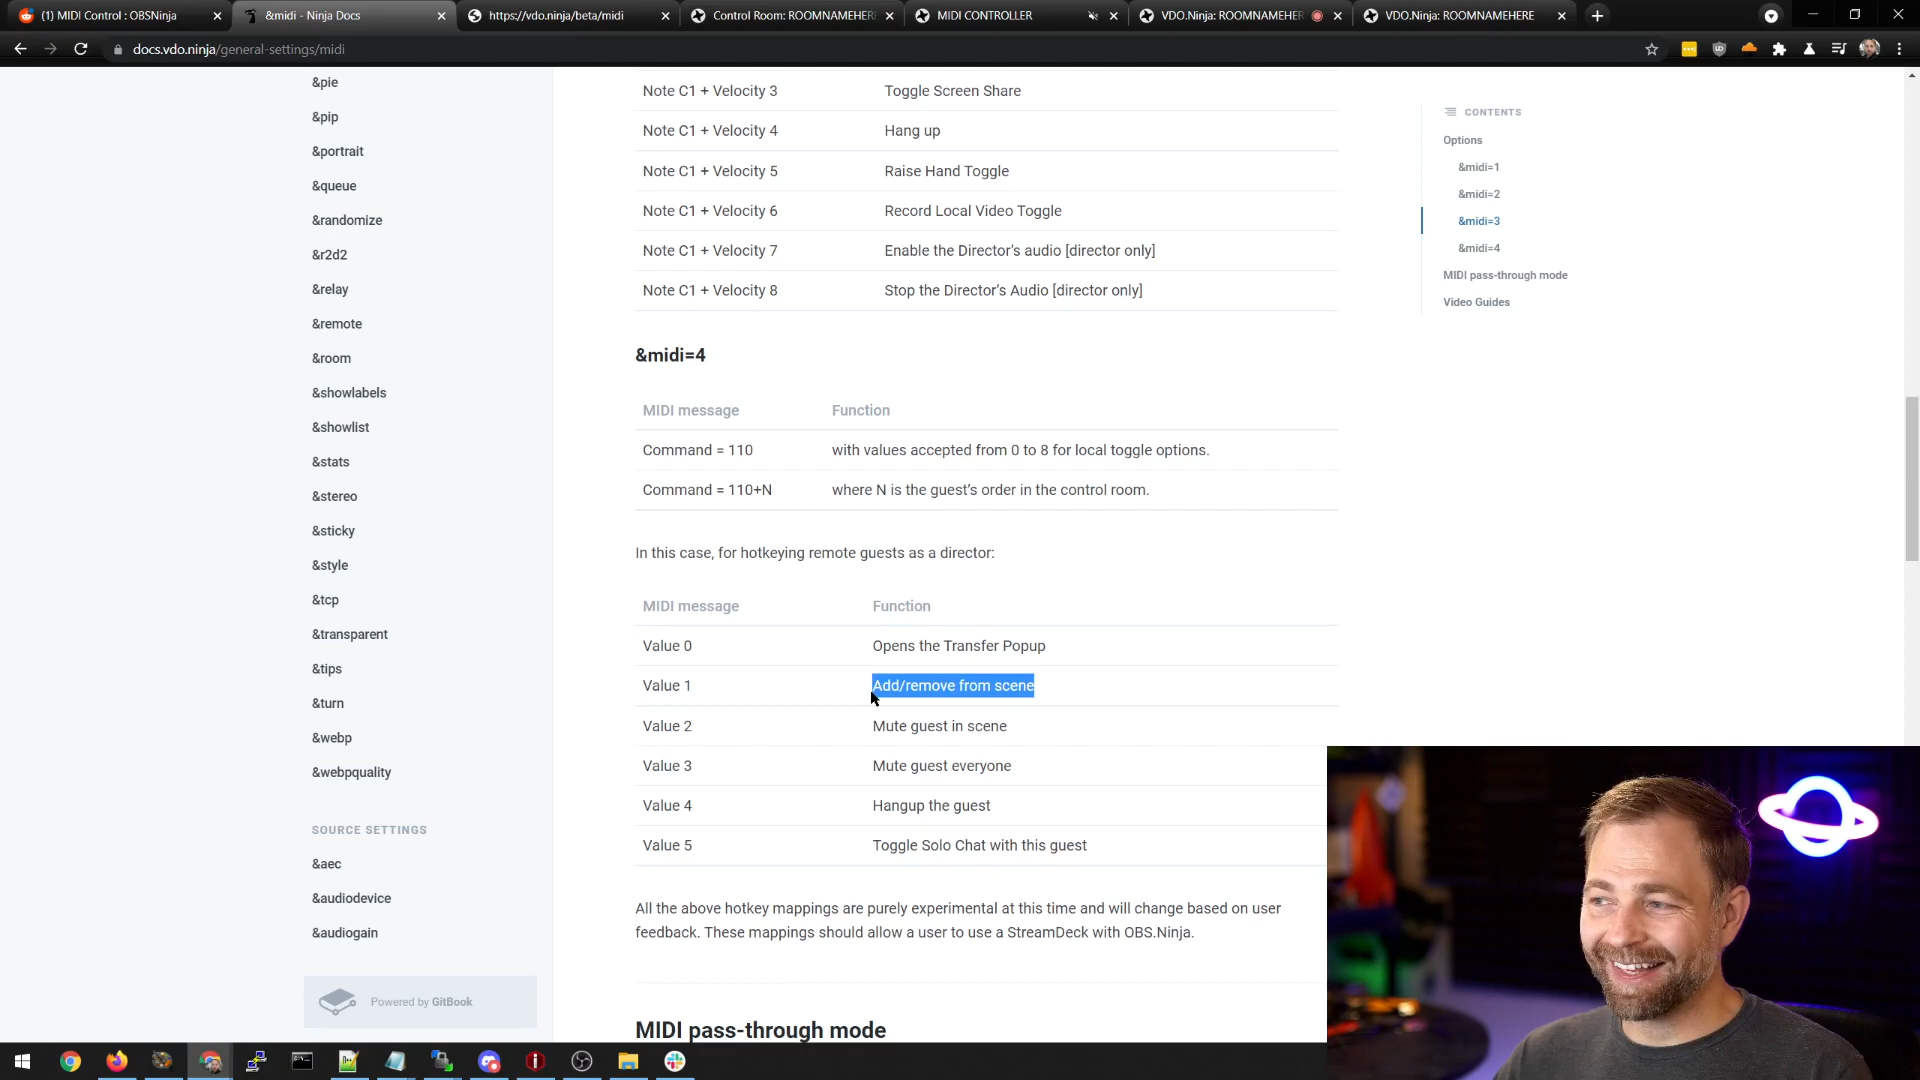 (1) MIDI Control : OBSNinja
&midi - Ninja Docs
https://vdo.ninja/beta/midi
Control Room: ROOMNAMEHERE
MIDI CONTROLLER
VDO.Ninja: ROOMNAMEHER
VDO.Ninja: ROOMNAMEHERE
docs.vdo.ninja/general-settings/midi
&pie
&pip
&portrait
&queue
&randomize
&r2d2
&relay
&remote
&room
&showlabels
&showlist
&stats
&stereo
&sticky
&style
&tcp
&transparent
&tips
&turn
&webp
&webpquality
SOURCE SETTINGS
&aec
&audiodevice
&audiogain
Powered by GitBook
Note C1 + Velocity 3 Toggle Screen Share
Note C1 + Velocity 4 Hang up
Note C1 + Velocity 5 Raise Hand Toggle
Note C1 + Velocity 6 Record Local Video Toggle
Note C1 + Velocity 7 Enable the Director's audio [director only]
Note C1 + Velocity 8 Stop the Director's Audio [director only]
&midi=4
MIDI message Function
Command = 110 with values accepted from 0 to 8 for local toggle options.
Command = 110+N where N is the guest's order in the control room.
In this case, for hotkeying remote guests as a director:
MIDI message Function
Value 0 Opens the Transfer Popup
Value 1 Add/remove from scene
Value 2 Mute guest in scene
Value 3 Mute guest everyone
Value 4 Hangup the guest
Value 5 Toggle Solo Chat with this guest
All the above hotkey mappings are purely experimental at this time and will change based on user
feedback. These mappings should allow a user to use a StreamDeck with OBS.Ninja.
MIDI pass-through mode
CONTENTS
Options
&midi=1
&midi=2
&midi=3
&midi=4
MIDI pass-through mode
Video Guides